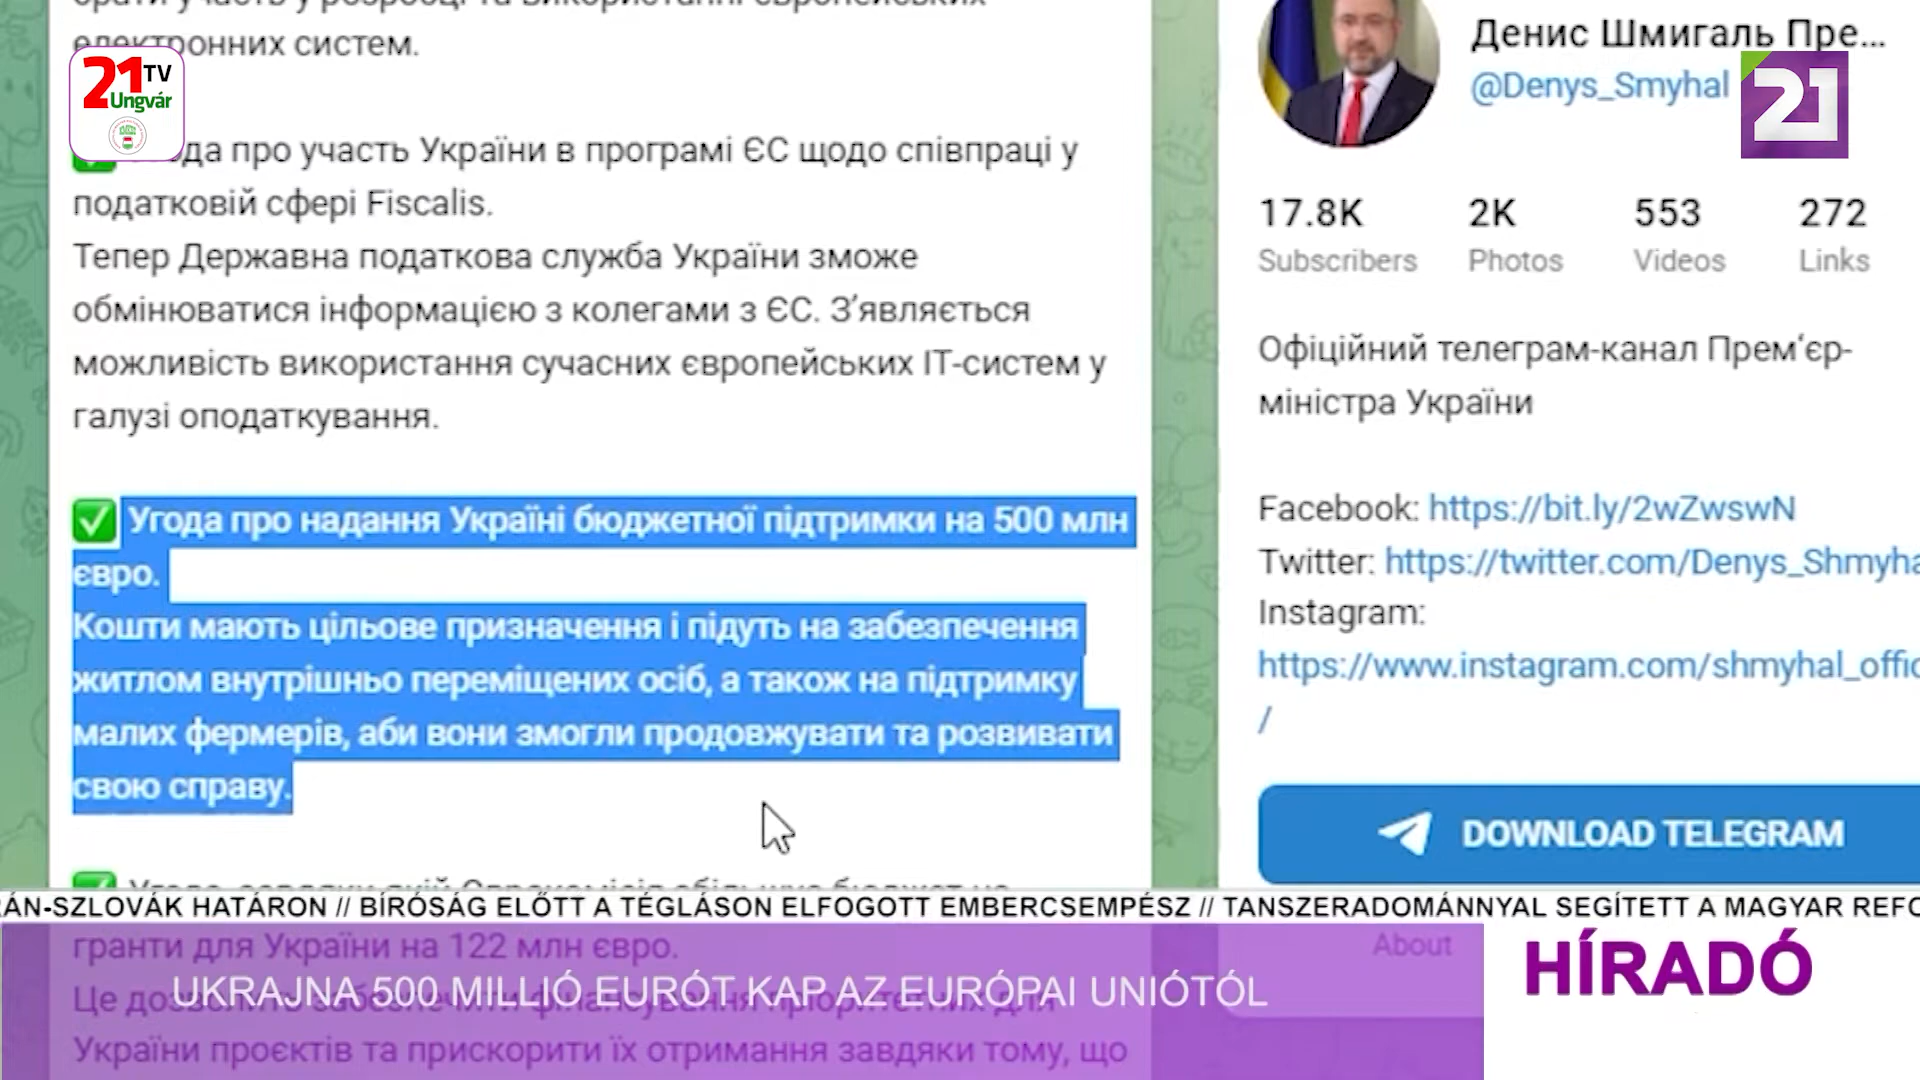 електронних систем.
21 TV
Ungvár
про участь України в програмі ЄС щодо співпраці у
податковій сфері Fiscalis.
Тепер Державна податкова служба України зможе
обмінюватися інформацією з колегами з ЄС. З’являється
можливість використання сучасних європейських ІТ-систем у
галузі оподаткування.
Угода про надання Україні бюджетної підтримки на 500 млн
євро.
Кошти мають цільове призначення і підуть на забезпечення
житлом внутрішньо переміщених осіб, а також на підтримку
малих фермерів, аби вони змогли продовжувати та розвивати
свою справу.
Денис Шмигаль Пре...
@Denys_Smyhal
21
17.8K 2K 553 272
Subscribers Photos Videos Links
Офіційний телеграм-канал Прем‘єр-
міністра України
Facebook: https://bit.ly/2wZwswN
Twitter: https://twitter.com/Denys_Shmyha
Instagram:
https://www.instagram.com/shmyhal_offic
/
DOWNLOAD TELEGRAM
About
RÁN-SZLOVÁK HATÁRON // BÍRÓSÁG ELŐTT A TÉGLÁSON ELFOGOTT EMBERCSEMPÉSZ // TANSZERADOMÁNNYAL SEGÍTETT A MAGYAR REFO
гранти для України на 122 млн євро.
UKRAJNA 500 MILLIÓ EURÓT KAP AZ EURÓPAI UNIÓTÓL
HÍRADÓ
України проєктів та прискорити їх отримання завдяки тому, що